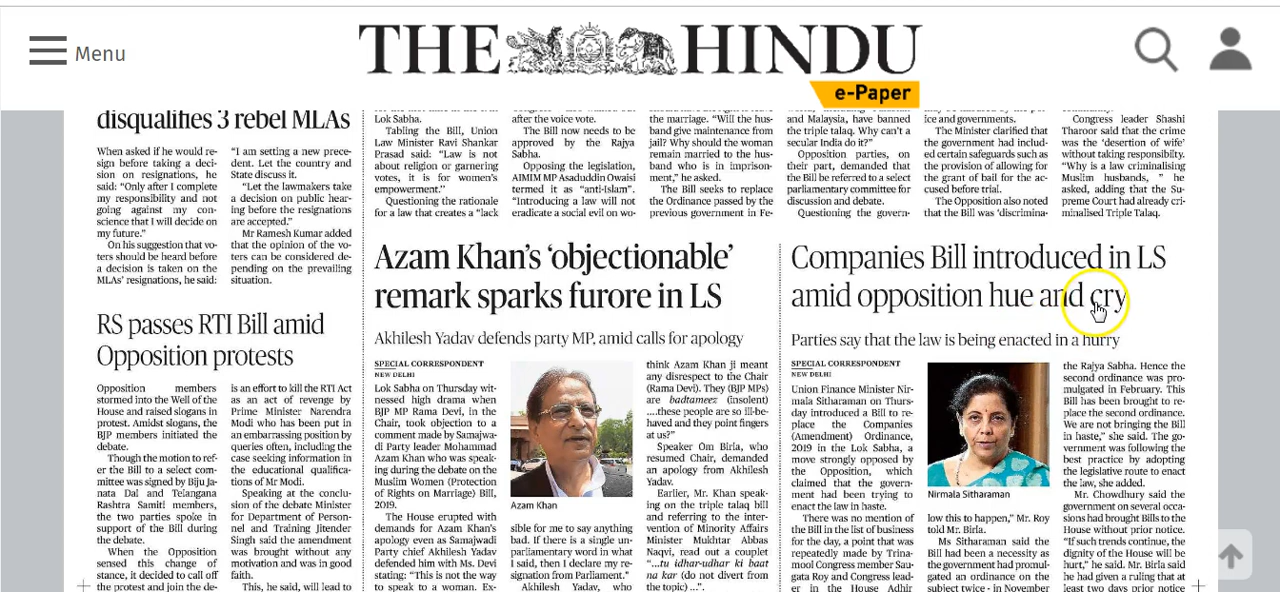 Menu
THE HINDU
e-Paper
disqualifies 3 rebel MLAs
When asked if he would re-
sign before taking a deci-
sion on resignations, he
said: “Only after I complete
my responsibility and not
going against my con-
science that I will decide on
my future.”
On his suggestion that vo-
ters should be heard before
a decision is taken on the
MLAs’ resignations, he said:
“I am setting a new prece-
dent. Let the country and
State discuss it.
“Let the lawmakers take
a decision on public hear-
ing before the resignations
are accepted.”
Mr Ramesh Kumar added
that the opinion of the vo-
ters can be considered de-
pending on the prevailing
situation.
RS passes RTI Bill amid
Opposition protests
Opposition members
stormed into the Well of the
House and raised slogans in
protest. Amidst slogans, the
BJP members initiated the
debate.
Though the motion to ref-
er the Bill to a select com-
mittee was signed by Biju Ja-
nata Dal and Telangana
Rashtra Samiti members,
the two parties spoke in
support of the Bill during
the debate.
When the Opposition
sensed this change of
stance, it decided to call off
the protest and join the de-
is an effort to kill the RTI Act
as an act of revenge by
Prime Minister Narendra
Modi who has been put in
an embarrassing position by
queries often, including the
case seeking information in
the educational qualifica-
tions of Mr Modi.
Speaking at the conclu-
sion of the debate Minister
for Department of Person-
nel and Training Jitender
Singh said the amendment
was brought without any
motivation and was in good
faith.
This, he said, will lead to
Lok Sabha.
Tabling the Bill, Union
Law Minister Ravi Shankar
Prasad said: “Law is not
about religion or garnering
votes, it is for women’s
empowerment.”
Questioning the rationale
for a law that creates a “lack
after the voice vote.
The Bill now needs to be
approved by the Rajya
Sabha.
Opposing the legislation,
AIMIM MP Asaduddin Owaisi
termed it as “anti-Islam”.
“Introducing a law will not
eradicate a social evil on wo-
the marriage. “Will the hus-
band give maintenance from
jail? Why should the woman
remain married to the hus-
band who is in imprison-
ment,” he asked.
The Bill seeks to replace
the Ordinance passed by the
previous government in Fe-
and Malaysia, have banned
the triple talaq. Why can’t a
secular India do it?”
Opposition parties, on
their part, demanded that
the Bill be referred to a select
parliamentary committee for
discussion and debate.
Questioning the govern-
ice and governments.
The Minister clarified that
the government had includ-
ed certain safeguards such as
the provision of allowing for
the grant of bail for the ac-
cused before trial.
The Opposition also noted
that the Bill was ‘discrimina-
Congress leader Shashi
Tharoor said that the crime
was the ‘desertion of wife’
without taking responsibilty.
“Why is a law criminalising
Muslim husbands, ” he
asked, adding that the Su-
preme Court had already cri-
minalised Triple Talaq.
Azam Khan’s ‘objectionable’
remark sparks furore in LS
Akhilesh Yadav defends party MP, amid calls for apology
SPECIAL CORRESPONDENT
NEW DELHI
Lok Sabha on Thursday wit-
nessed high drama when
BJP MP Rama Devi, in the
Chair, took objection to a
comment made by Samajwa-
di Party leader Mohammad
Azam Khan who was speak-
ing during the debate on the
Muslim Women (Protection
of Rights on Marriage) Bill,
2019.
The House erupted with
demands for Azam Khan’s
apology even as Samajwadi
Party chief Akhilesh Yadav
defended him with Ms. Devi
stating: “This is not the way
to speak to a woman. Ex-
Azam Khan
sible for me to say anything
bad. If there is a single un-
parliamentary word in what
I said, then I declare my re-
signation from Parliament.”
Akhilesh Yadav, who
think Azam Khan ji meant
any disrespect to the Chair
(Rama Devi). They (BJP MPs)
are badtameez (insolent)
....these people are so ill-be-
haved and they point fingers
at us?”
Speaker Om Birla, who
resumed Chair, demanded
an apology from Akhilesh
Yadav.
Earlier, Mr. Khan speak-
ing on the triple talaq bill
and referring to the inter-
vention of Minority Affairs
Minister Mukhtar Abbas
Naqvi, read out a couplet
“...tu idhar-udhar ki baat
na kar (do not divert from
the topic) ...”.
Companies Bill introduced in LS
amid opposition hue and cry
Parties say that the law is being enacted in a hurry
SPECIAL CORRESPONDENT
NEW DELHI
Union Finance Minister Nir-
mala Sitharaman on Thurs-
day introduced a Bill to re-
place the Companies
(Amendment) Ordinance,
2019 in the Lok Sabha, a
move strongly opposed by
the Opposition, which
claimed that the govern-
ment had been trying to
enact the law in haste.
There was no mention of
the Bill in the list of business
for the day, a point that was
repeatedly made by Trina-
mool Congress member Sau-
gata Roy and Congress lead-
er in the House Adhir
Nirmala Sitharaman
low this to happen,” Mr. Roy
told Mr. Birla.
Ms Sitharaman said the
Bill had been a necessity as
the government had promul-
gated an ordinance on the
subject twice - in November
the Rajya Sabha. Hence the
second ordinance was pro-
mulgated in February. This
Bill has been brought to re-
place the second ordinance.
We are not bringing the Bill
in haste,” she said. The go-
vernment was following the
best practice by adopting
the legislative route to enact
the law, she added.
Mr. Chowdhury said the
government on several occa-
sions had brought Bills to the
House without prior notice.
“If such trends continue, the
dignity of the House will be
hurt,” he said. Mr. Birla said
he had given a ruling that at
least two days prior notice